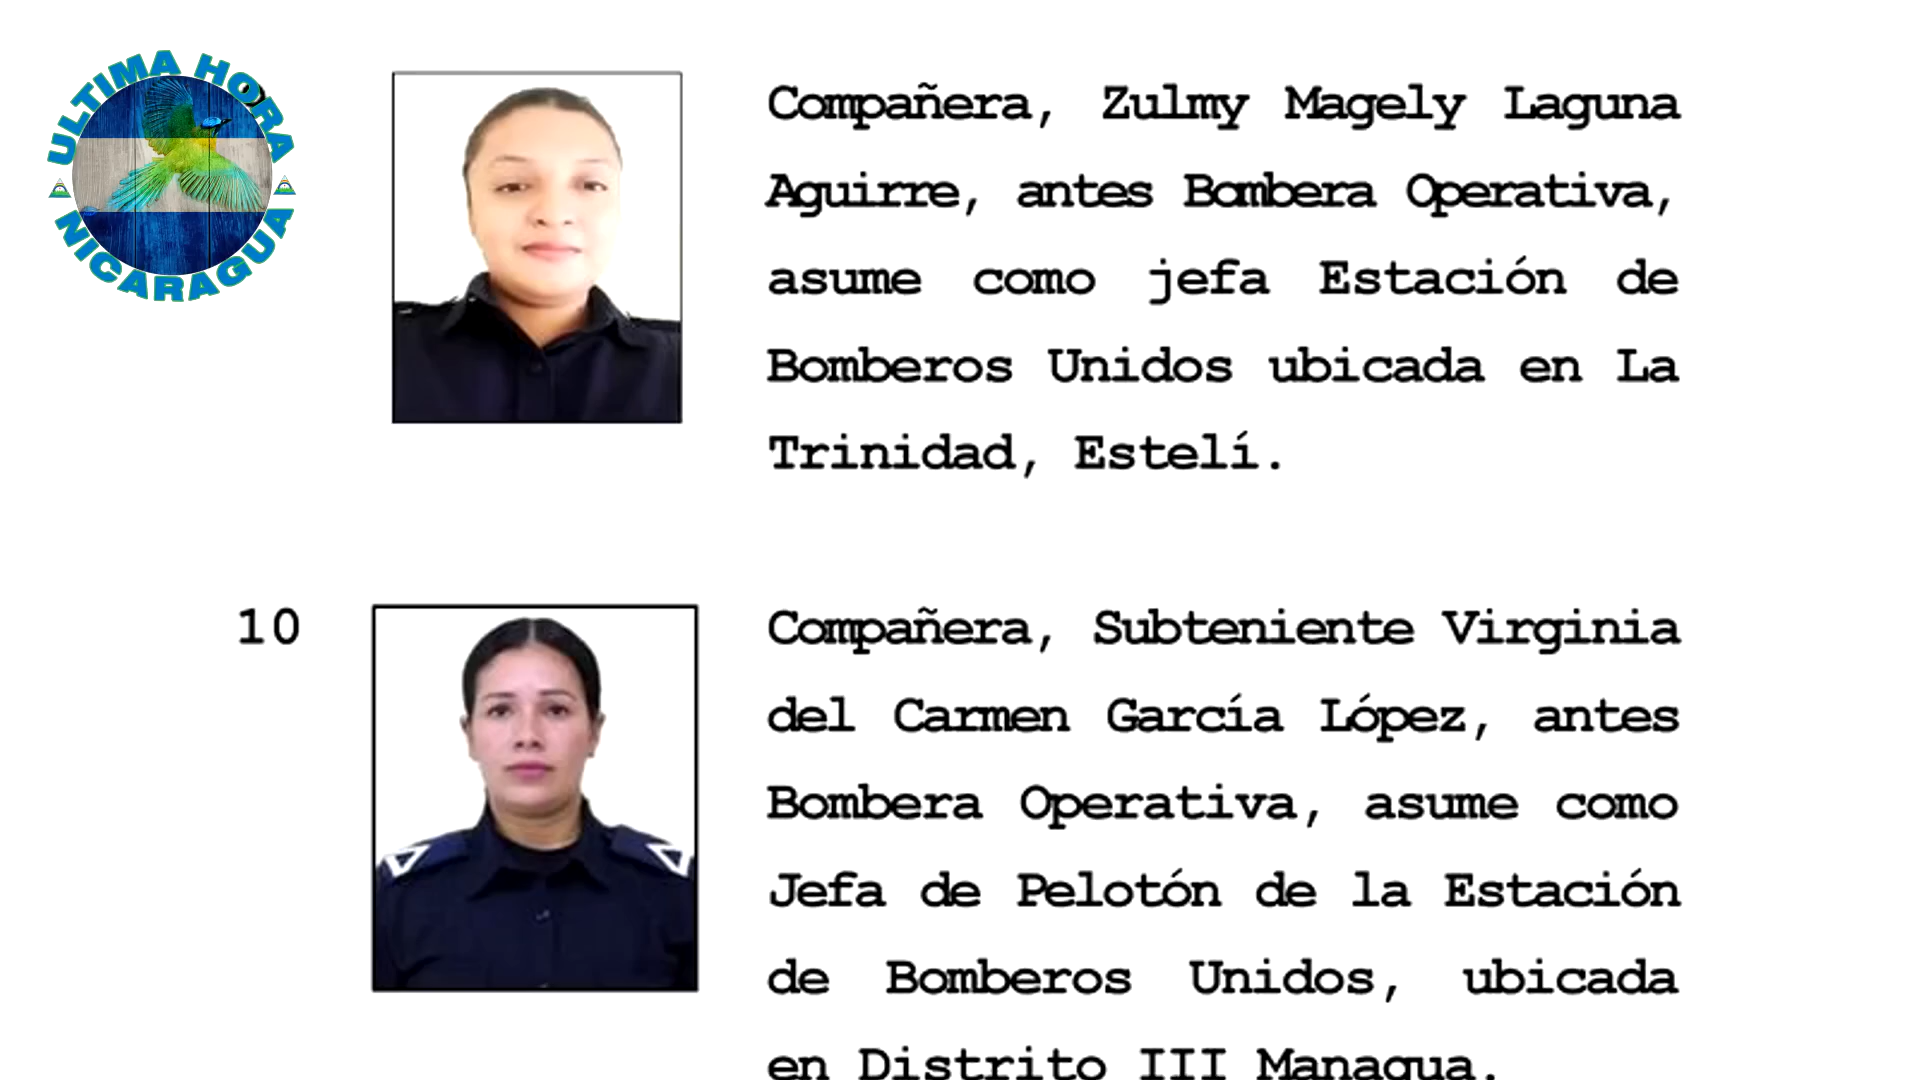 ULTIMA HORA
NICARAGUA
Compañera, Zulmy Magely Laguna
Aguirre, antes Bombera Operativa,
asume como jefa Estación de
Bomberos Unidos ubicada en La
Trinidad, Estelí.
10
Compañera, Subteniente Virginia
del Carmen García López, antes
Bombera Operativa, asume como
Jefa de Pelotón de la Estación
de Bomberos Unidos, ubicada
en Distrito III Managua.